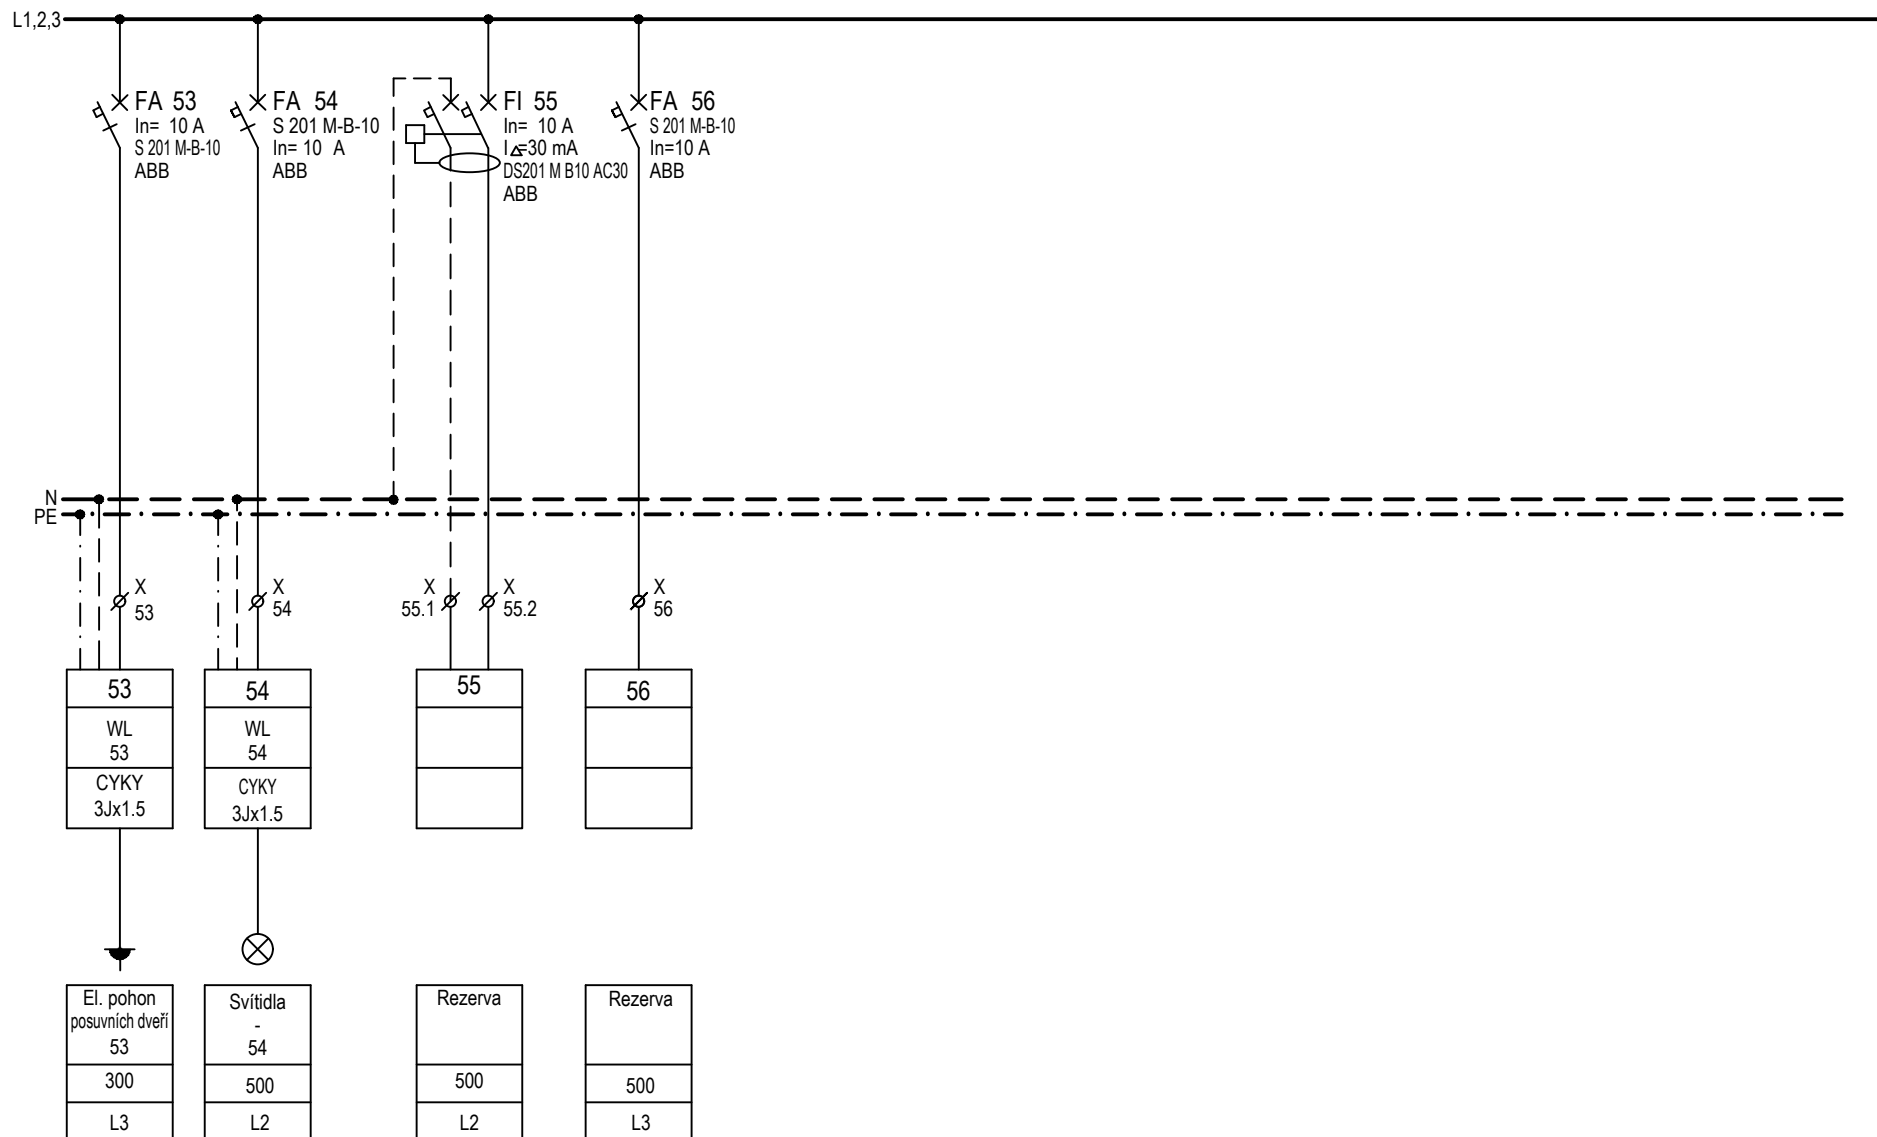 L1,2,3
FA 53
In= 10 A
S 201 M-B-10
ABB
FA 54
S 201 M-B-10
In= 10 A
ABB
FI 55
In= 10 A
I∆=30 mA
DS201 M B10 AC30
ABB
FA 56
S 201 M-B-10
In=10 A
ABB
N
PE
X
53
X
54
X
55.1
X
55.2
X
56
53
WL
53
CYKY
3Jx1.5
54
WL
54
CYKY
3Jx1.5
55
56
El. pohon
posuvních dveří
53
300
L3
Svítidla
-
54
500
L2
Rezerva
500
L2
Rezerva
500
L3